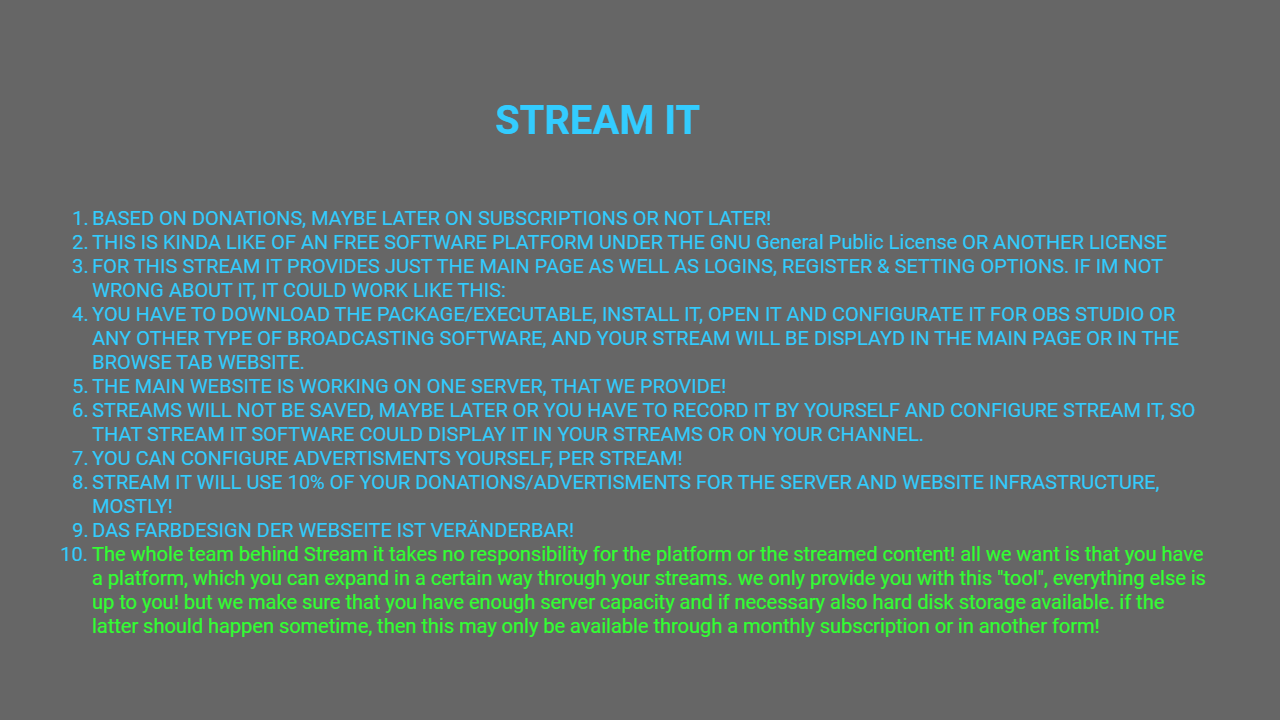 STREAM IT
1. BASED ON DONATIONS, MAYBE LATER ON SUBSCRIPTIONS OR NOT LATER!
2. THIS IS KINDA LIKE OF AN FREE SOFTWARE PLATFORM UNDER THE GNU General Public License OR ANOTHER LICENSE
3. FOR THIS STREAM IT PROVIDES JUST THE MAIN PAGE AS WELL AS LOGINS, REGISTER & SETTING OPTIONS. IF IM NOT
WRONG ABOUT IT, IT COULD WORK LIKE THIS:
4. YOU HAVE TO DOWNLOAD THE PACKAGE/EXECUTABLE, INSTALL IT, OPEN IT AND CONFIGURATE IT FOR OBS STUDIO OR
ANY OTHER TYPE OF BROADCASTING SOFTWARE, AND YOUR STREAM WILL BE DISPLAYD IN THE MAIN PAGE OR IN THE
BROWSE TAB WEBSITE.
5. THE MAIN WEBSITE IS WORKING ON ONE SERVER, THAT WE PROVIDE!
6. STREAMS WILL NOT BE SAVED, MAYBE LATER OR YOU HAVE TO RECORD IT BY YOURSELF AND CONFIGURE STREAM IT, SO
THAT STREAM IT SOFTWARE COULD DISPLAY IT IN YOUR STREAMS OR ON YOUR CHANNEL.
7. YOU CAN CONFIGURE ADVERTISMENTS YOURSELF, PER STREAM!
8. STREAM IT WILL USE 10% OF YOUR DONATIONS/ADVERTISMENTS FOR THE SERVER AND WEBSITE INFRASTRUCTURE,
MOSTLY!
9. DAS FARBDESIGN DER WEBSEITE IST VERÄNDERBAR!
10. The whole team behind Stream it takes no responsibility for the platform or the streamed content! all we want is that you have
a platform, which you can expand in a certain way through your streams. we only provide you with this "tool", everything else is
up to you! but we make sure that you have enough server capacity and if necessary also hard disk storage available. if the
latter should happen sometime, then this may only be available through a monthly subscription or in another form!